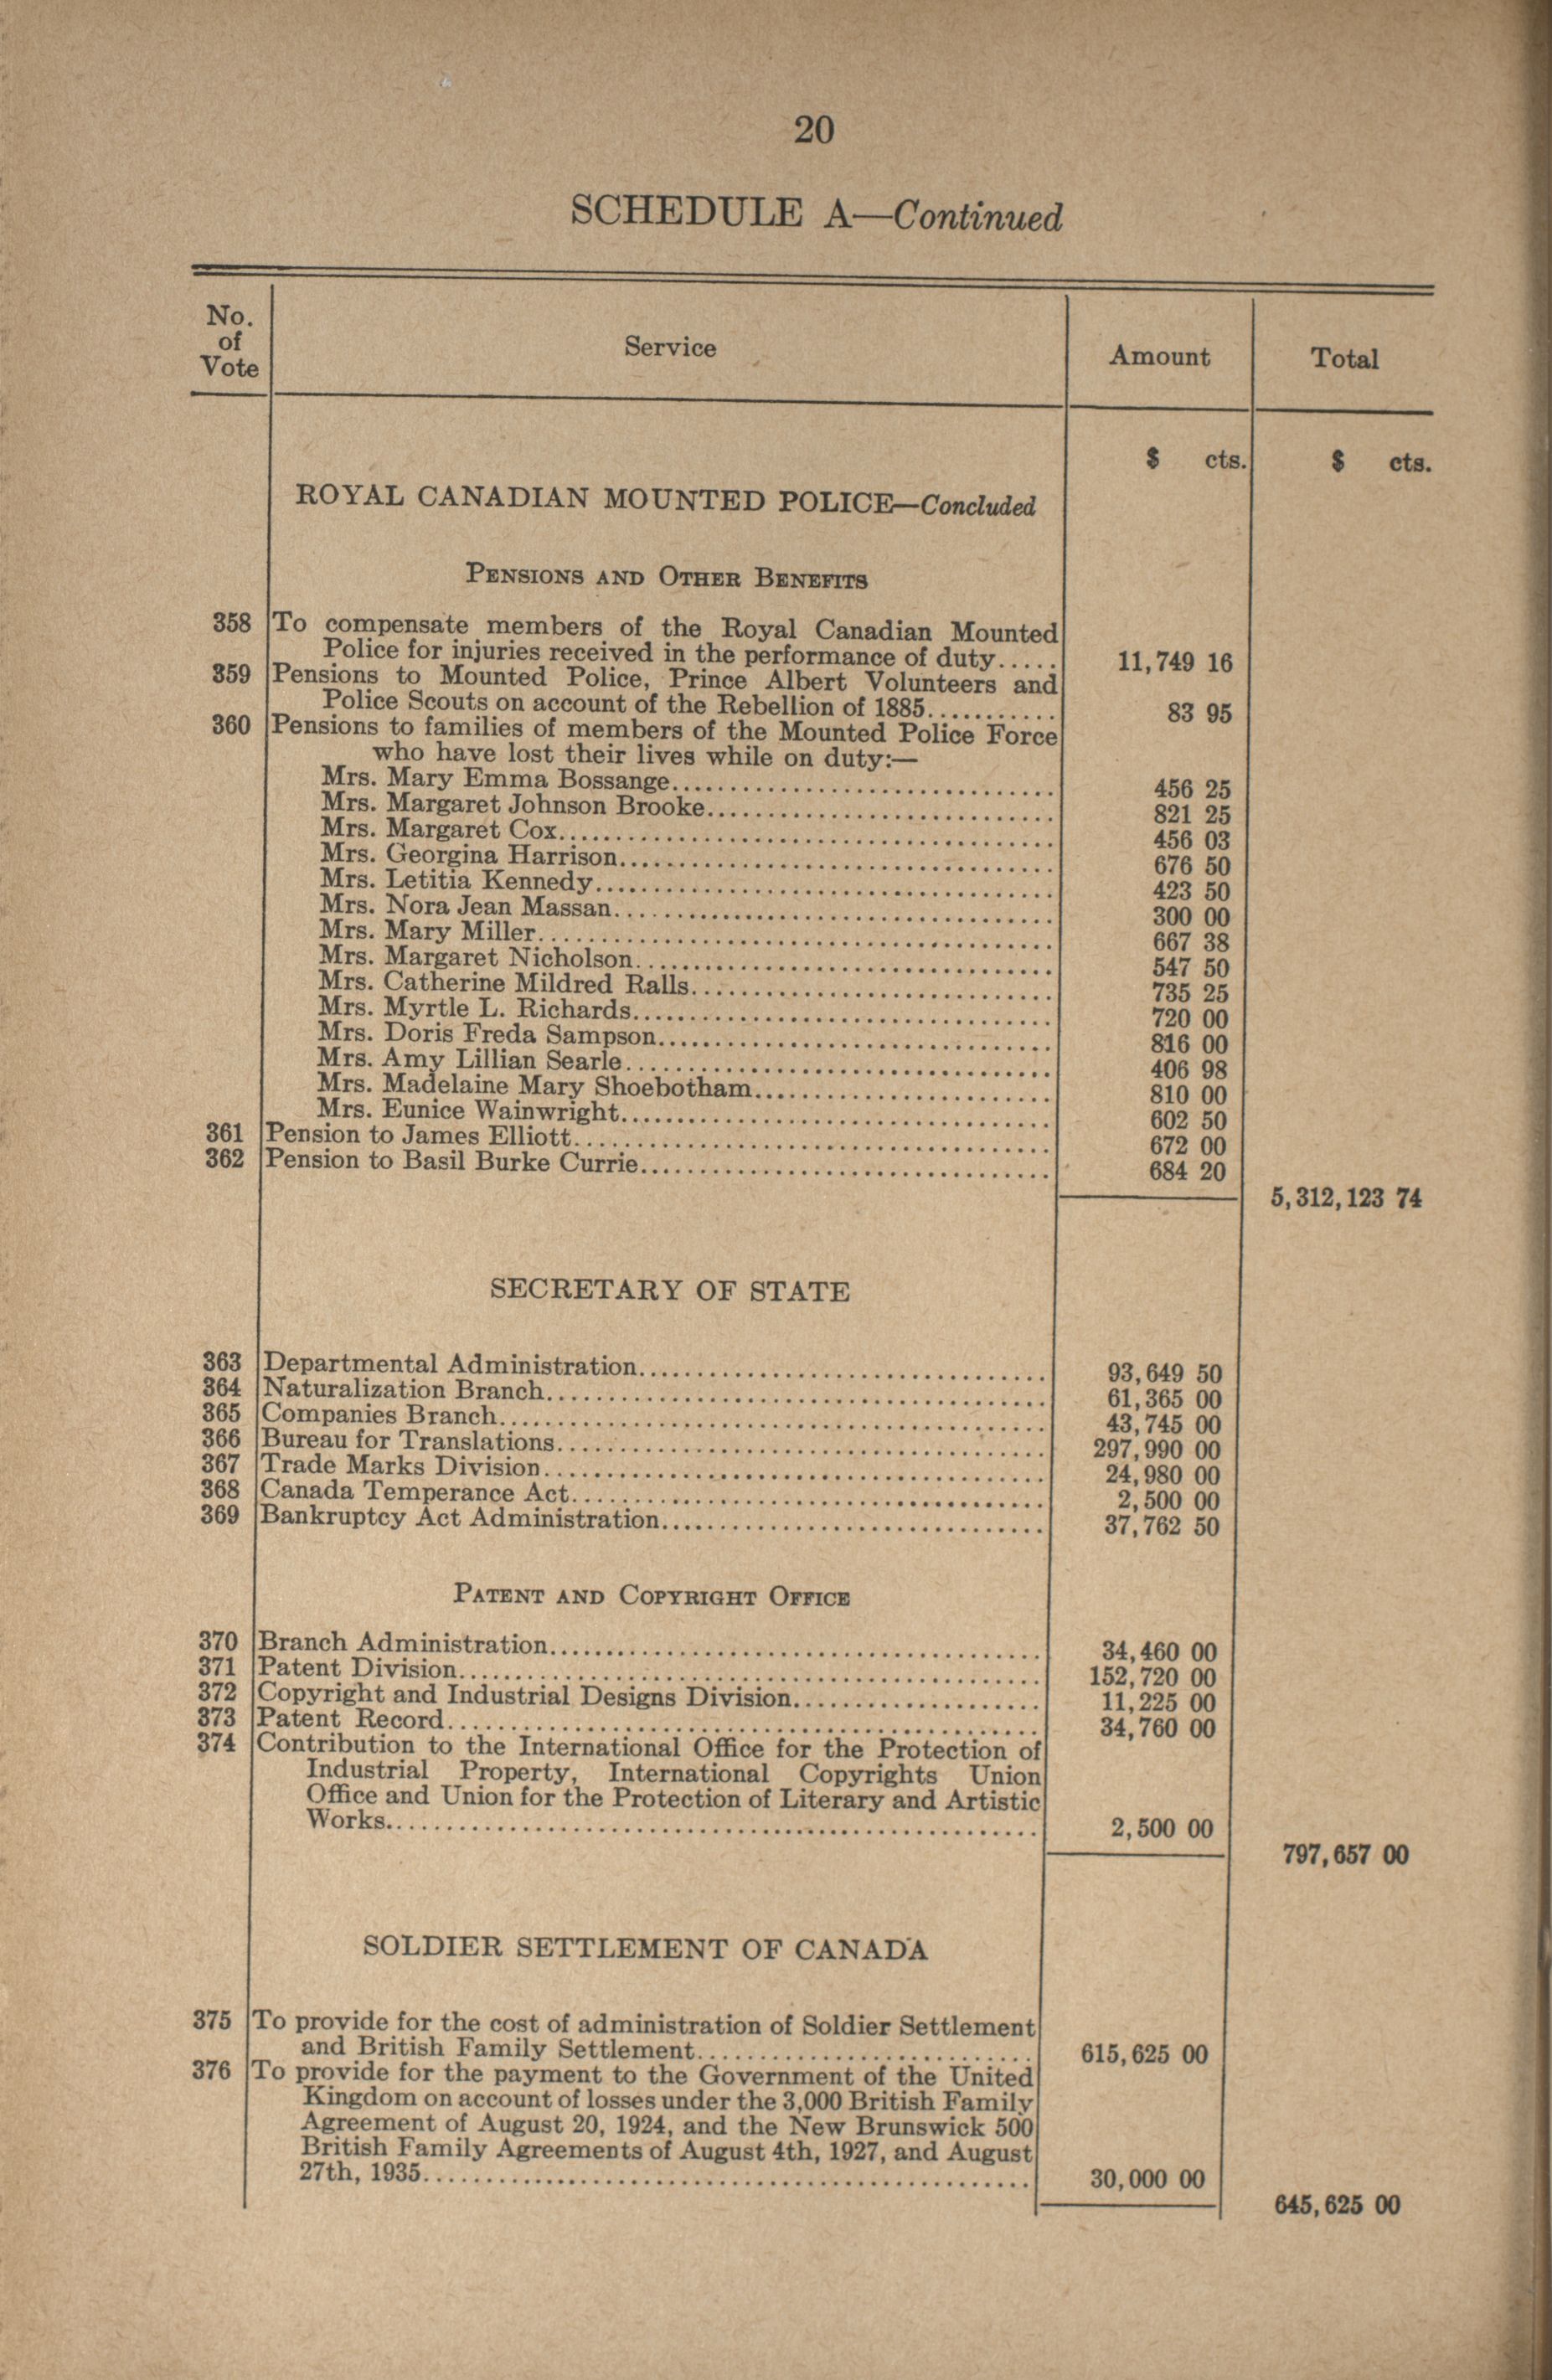 20
SCHEDULE A—Continued
No.
of
Vote
Service
Amount
Total
$ cts.
$ cts.
ROYAL CANADIAN MOUNTED POLICE—Concluded
PENSIONS AND OTHER BENEFITS
358 To compensate members of the Royal Canadian Mounted
Police for injuries received in the performance of duty..... 11,749 16
359 Pensions to Mounted Police, Prince Albert Volunteers and
Police Scouts on account of the Rebellion of 1885........... 83 95
360 Pensions to families of members of the Mounted Police Force
who have lost their lives while on duty:—
Mrs. Mary Emma Bossange.............................. 456 25
Mrs. Margaret Johnson Brooke.............................. 821 25
Mrs. Margaret Cox.............................. 456 03
Mrs. Georgina Harrison.............................. 676 50
Mrs. Letitia Kennedy.............................. 423 50
Mrs. Nora Jean Massan.............................. 300 00
Mrs. Mary Miller.............................. 667 38
Mrs. Margaret Nicholson.............................. 547 50
Mrs. Catherine Mildred Ralls.............................. 735 25
Mrs. Myrtle L. Richards.............................. 720 00
Mrs. Doris Freda Sampson.............................. 816 00
Mrs. Amy Lillian Searle.............................. 406 98
Mrs. Madelaine Mary Shoebotham.............................. 810 00
Mrs. Eunice Wainwright.............................. 602 50
361 Pension to James Elliott.............................. 672 00
362 Pension to Basil Burke Currie.............................. 684 20
5,312,123 74
SECRETARY OF STATE
363 Departmental Administration.............................. 93,649 50
364 Naturalization Branch.............................. 61,365 00
365 Companies Branch.............................. 43,745 00
366 Bureau for Translations.............................. 297,990 00
367 Trade Marks Division.............................. 24,980 00
368 Canada Temperance Act.............................. 2,500 00
369 Bankruptcy Act Administration.............................. 37,762 50
PATENT AND COPYRIGHT OFFICE
370 Branch Administration.............................. 34,460 00
371 Patent Division.............................. 152,720 00
372 Copyright and Industrial Designs Division.................... 11,225 00
373 Patent Record.............................. 34,760 00
374 Contribution to the International Office for the Protection of
Industrial Property, International Copyrights Union
Office and Union for the Protection of Literary and Artistic
Works.............................. 2,500 00
797,657 00
SOLDIER SETTLEMENT OF CANADA
375 To provide for the cost of administration of Soldier Settlement
and British Family Settlement.......................... 615,625 00
376 To provide for the payment to the Government of the United
Kingdom on account of losses under the 3,000 British Family
Agreement of August 20, 1924, and the New Brunswick 500
British Family Agreements of August 4th, 1927, and August
27th, 1935.............................. 30,000 00
645,625 00